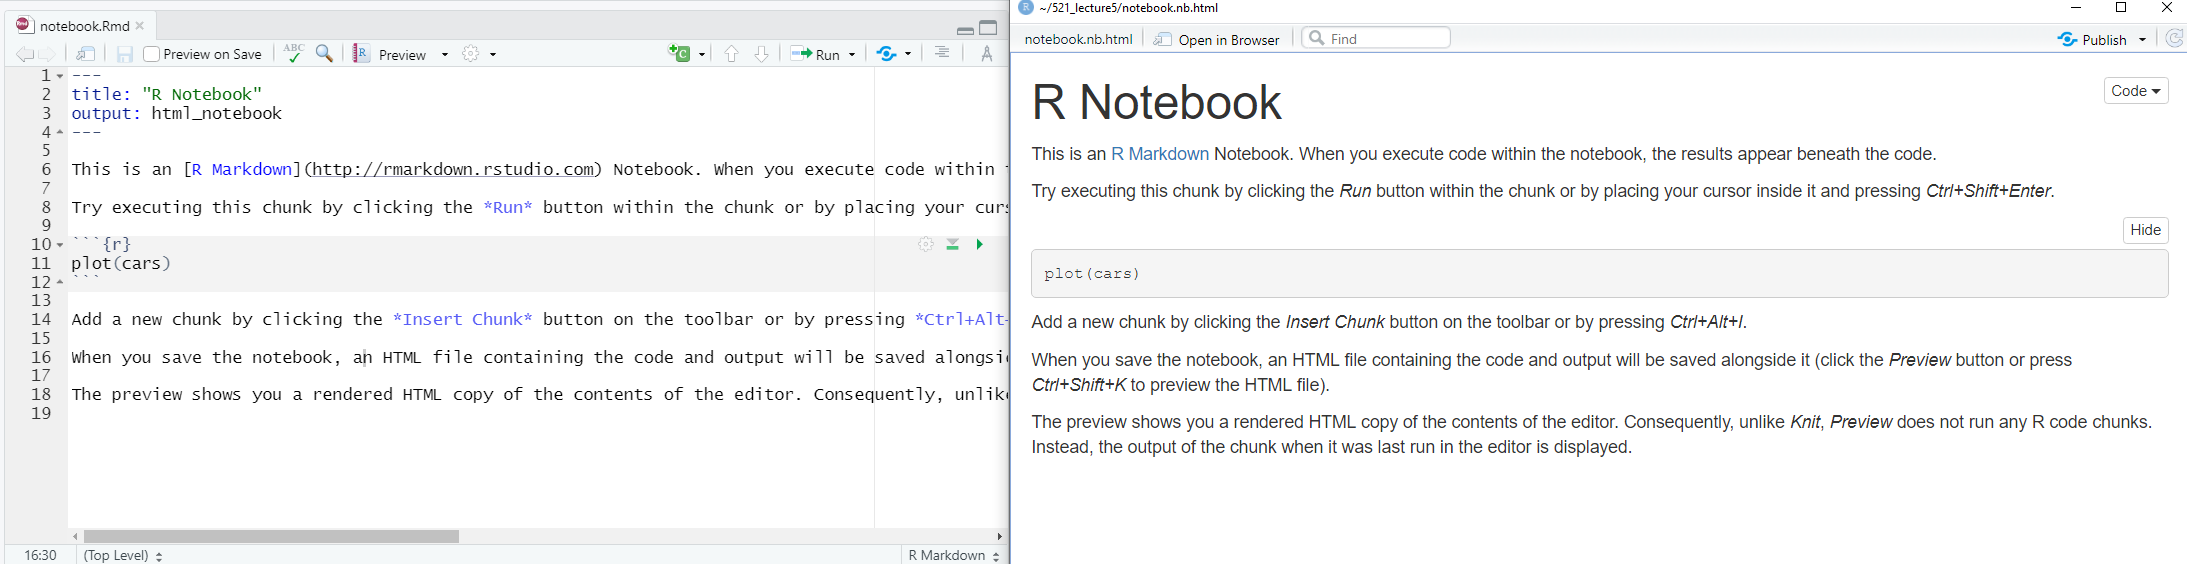 notebook.Rmd
Preview on Save ABC Preview Run
1 ---
2 title: "R Notebook"
3 output: html_notebook
4 ---
5
6 This is an [R Markdown](http://rmarkdown.rstudio.com) Notebook. When you execute code within
7
8 Try executing this chunk by clicking the *Run* button within the chunk or by placing your curs
9
10 ```{r}
11 plot(cars)
12 ```
13
14 Add a new chunk by clicking the *Insert Chunk* button on the toolbar or by pressing *Ctrl+Alt-
15
16 When you save the notebook, an HTML file containing the code and output will be saved alongsi
17
18 The preview shows you a rendered HTML copy of the contents of the editor. Consequently, unlik
19
16:30 (Top Level) R Markdown
~/521_lecture5/notebook.nb.html
notebook.nb.html Open in Browser Find Publish
R Notebook
Code
This is an R Markdown Notebook. When you execute code within the notebook, the results appear beneath the code.
Try executing this chunk by clicking the Run button within the chunk or by placing your cursor inside it and pressing Ctrl+Shift+Enter.
Hide
plot(cars)
Add a new chunk by clicking the Insert Chunk button on the toolbar or by pressing Ctrl+Alt+I.
When you save the notebook, an HTML file containing the code and output will be saved alongside it (click the Preview button or press
Ctrl+Shift+K to preview the HTML file).
The preview shows you a rendered HTML copy of the contents of the editor. Consequently, unlike Knit, Preview does not run any R code chunks.
Instead, the output of the chunk when it was last run in the editor is displayed.